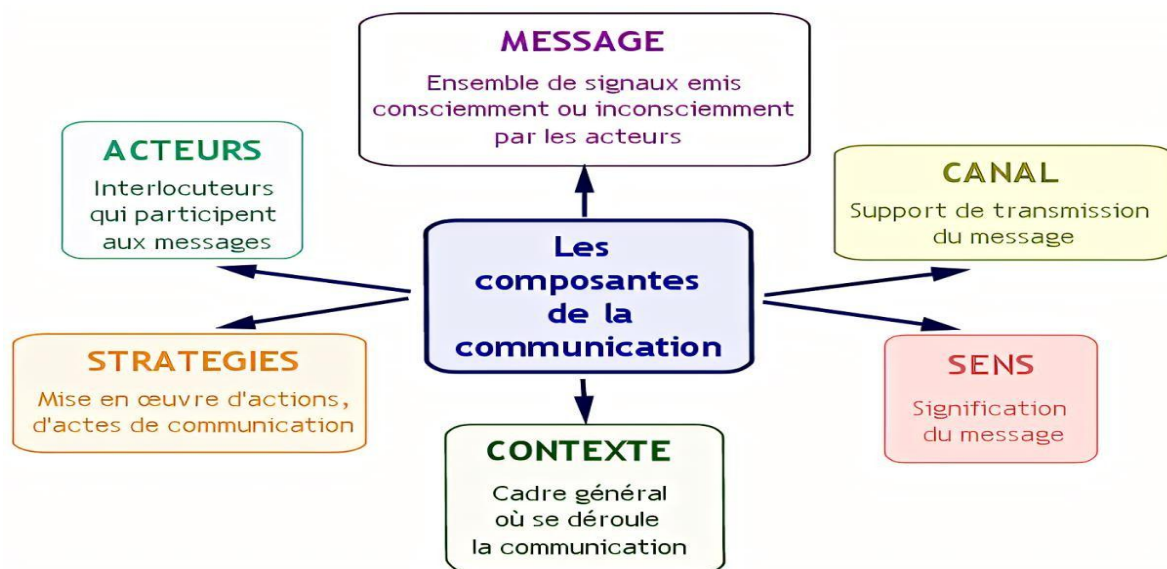 MESSAGE
Ensemble de signaux emis
consciemment ou inconsciemment
par les acteurs
ACTEURS
Interlocuteurs
qui participent
aux messages
CANAL
Support de transmission
du message
Les
composantes
de la
communication
STRATEGIES
Mise en œuvre d'actions,
d'actes de communication
SENS
Signification
du message
CONTEXTE
Cadre général
où se déroule
la communication